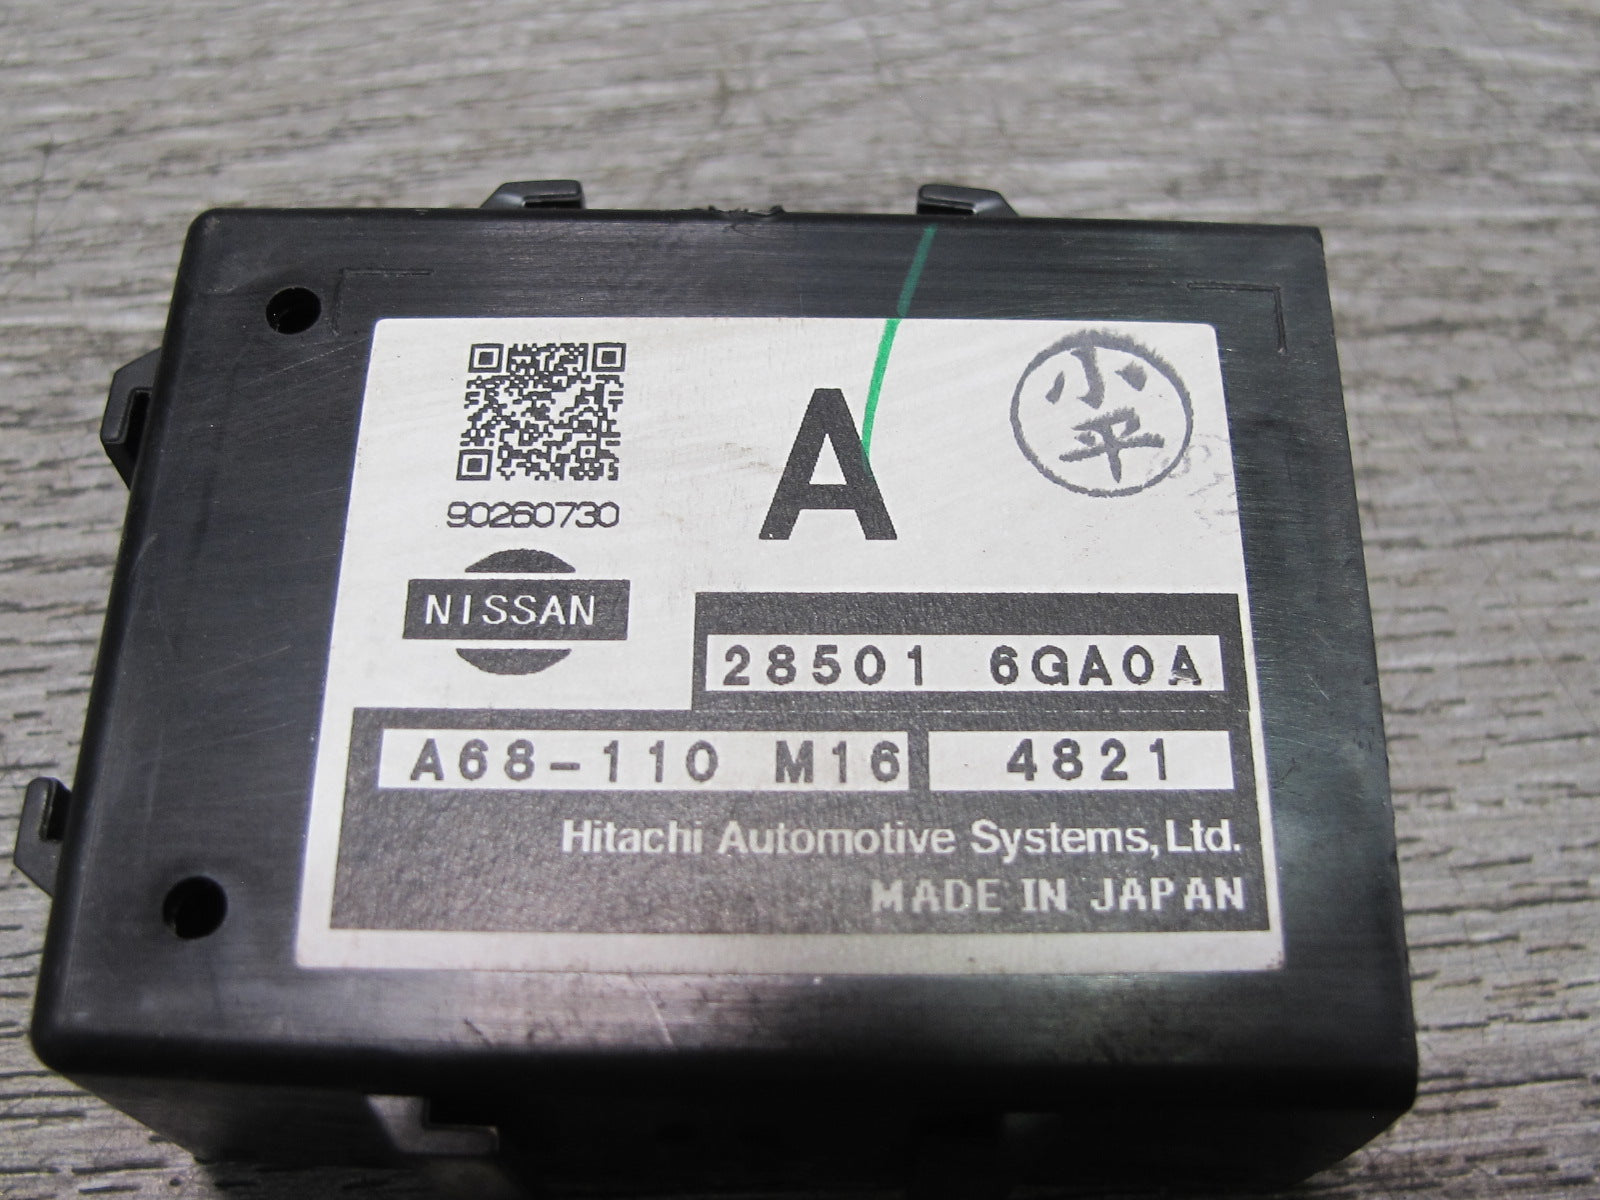 90260730
A
小平
NISSAN
28501 6GA0A
A68-110 M16 4821
Hitachi Automotive Systems, Ltd.
MADE IN JAPAN